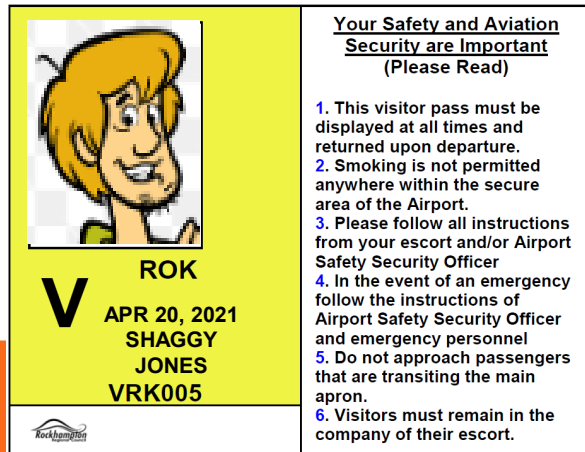 ROK
V
APR 20, 2021
SHAGGY
JONES
VRK005
Rockhampton
Regional Council
Your Safety and Aviation
Security are Important
(Please Read)
1. This visitor pass must be
displayed at all times and
returned upon departure.
2. Smoking is not permitted
anywhere within the secure
area of the Airport.
3. Please follow all instructions
from your escort and/or Airport
Safety Security Officer
4. In the event of an emergency
follow the instructions of
Airport Safety Security Officer
and emergency personnel
5. Do not approach passengers
that are transiting the main
apron.
6. Visitors must remain in the
company of their escort.